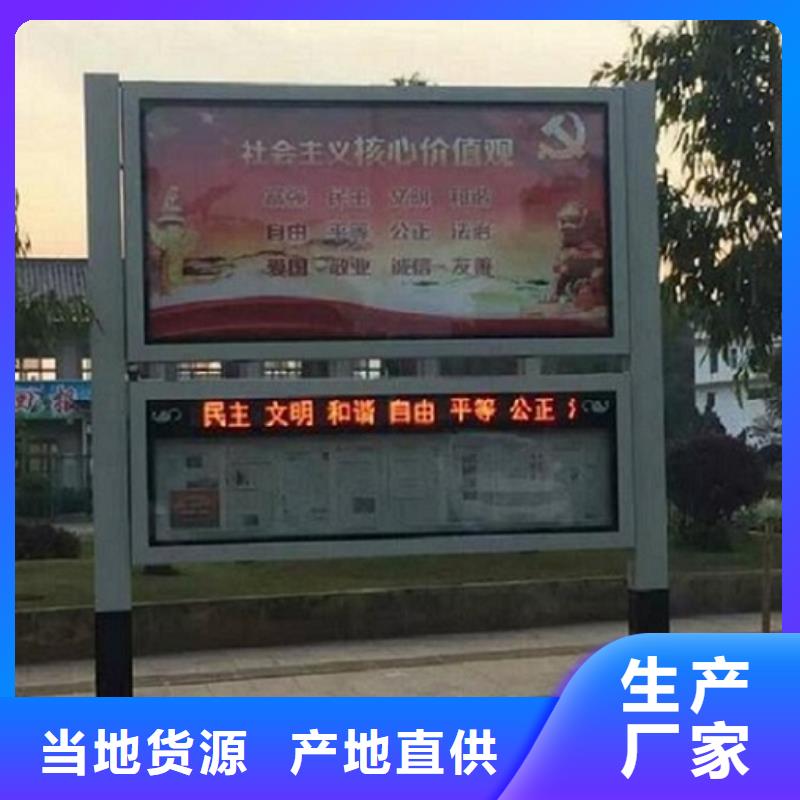 社会主义核心价值观
富强 民主 文明 和谐
自由 平等 公正 法治
爱国 敬业 诚信 友善
民主 文明 和谐 自由 平等 公正
报
当地货源 产地直供
生产
厂家